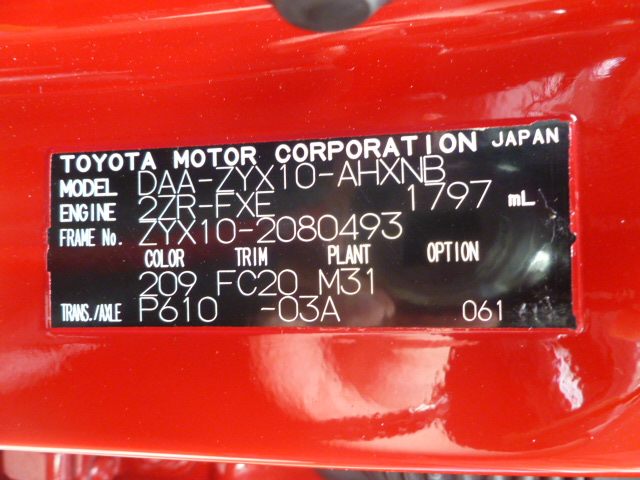 TOYOTA MOTOR CORPORATION JAPAN
MODEL DAA-ZYX10-AHXNB
ENGINE 2ZR-FXE 1797 mL
FRAME No. ZYX10-2080493
COLOR TRIM PLANT OPTION
209 FC20 M31
TRANS./AXLE P610 -03A 061